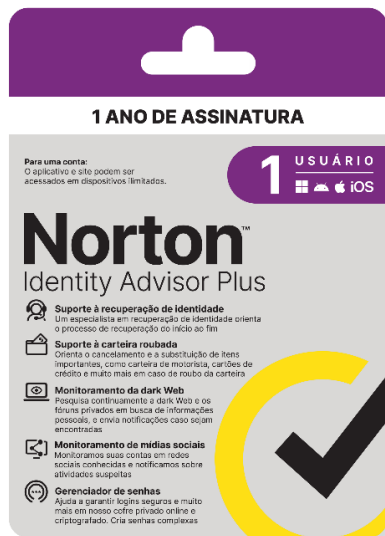 1 ANO DE ASSINATURA
Para uma conta:
O aplicativo e site podem ser
acessados em dispositivos ilimitados.
1 USUÁRIO
iOS
Norton™
Identity Advisor Plus
Suporte à recuperação de identidade
Um especialista em recuperação de identidade orienta
o processo de recuperação do início ao fim
Suporte à carteira roubada
Orienta o cancelamento e a substituição de itens
importantes, como carteira de motorista, cartões de
crédito e muito mais em caso de roubo da carteira
Monitoramento da dark Web
Pesquisa continuamente a dark Web e os
fóruns privados em busca de informações
pessoais, e envia notificações caso sejam
encontradas
Monitoramento de mídias sociais
Monitoramos suas contas em redes
sociais conhecidas e notificamos sobre
atividades suspeitas
Gerenciador de senhas
Ajuda a garantir logins seguros e muito
mais em nosso cofre privado online e
criptografado. Cria senhas complexas